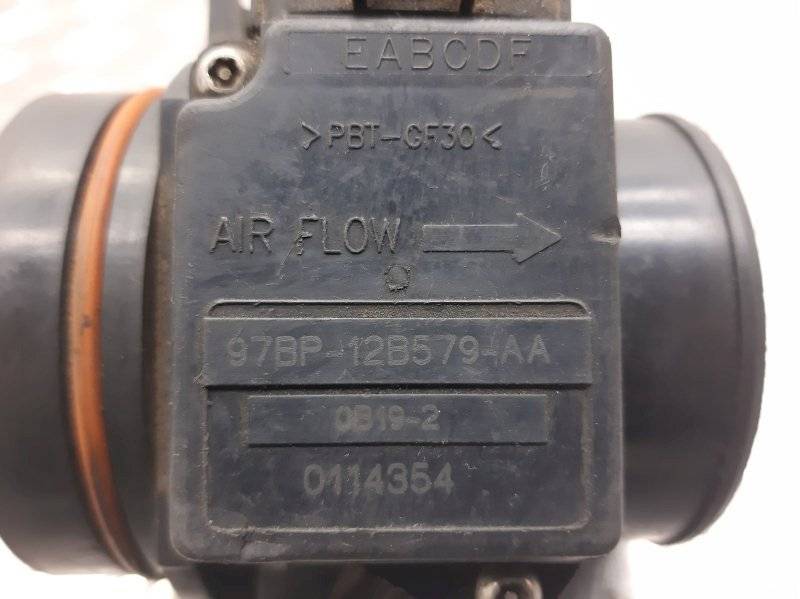 EABCDF
>PBT-GF30<
AIR FLOW
97BP-12B579-AA
0B19-2
0114354